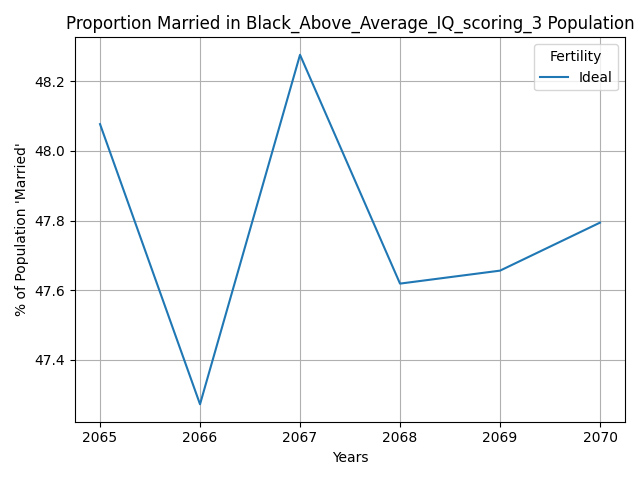 Proportion Married in Black_Above_Average_IQ_scoring_3 Population
Fertility
Ideal
% of Population 'Married'
48.2
48.0
47.8
47.6
47.4
2065 2066 2067 2068 2069 2070
Years